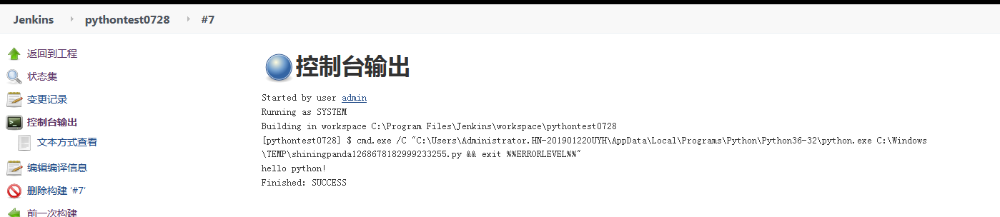 Jenkins pythontest0728 #7
返回到工程
状态集
变更记录
控制台输出
文本方式查看
编辑编译信息
删除构建 '#7'
前一次构建
控制台输出
Started by user admin
Running as SYSTEM
Building in workspace C:\Program Files\Jenkins\workspace\pythontest0728
[pythontest0728] $ cmd.exe /C "C:\Users\Administrator.HN-201901220UYH\AppData\Local\Programs\Python\Python36-32\python.exe C:\Windows
\TEMP\shiningpanda1268678182999233255.py && exit %%ERRORLEVEL%%"
hello python!
Finished: SUCCESS